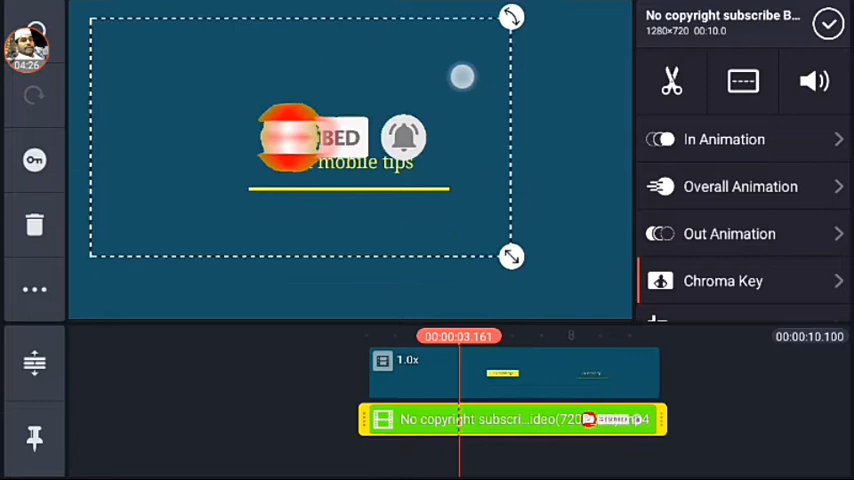 No copyright subscribe B...
1280×720 00:10.0
04:26
BED
mobile tips
In Animation
Overall Animation
Out Animation
Chroma Key
00:00:03.161
8
00:00:10.100
1.0x
No copyright subscri...ideo(720